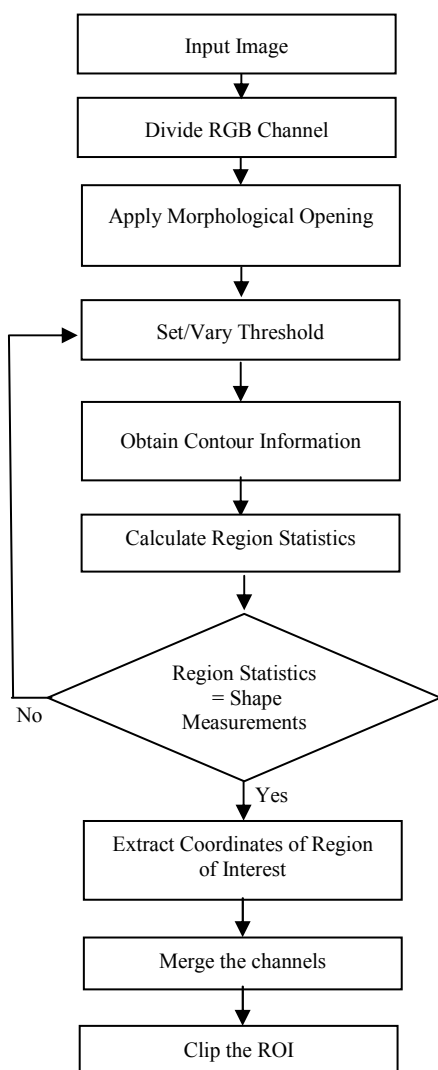 Input Image
Divide RGB Channel
Apply Morphological Opening
Set/Vary Threshold
Obtain Contour Information
Calculate Region Statistics
Region Statistics
= Shape
Measurements
No
Yes
Extract Coordinates of Region
of Interest
Merge the channels
Clip the ROI